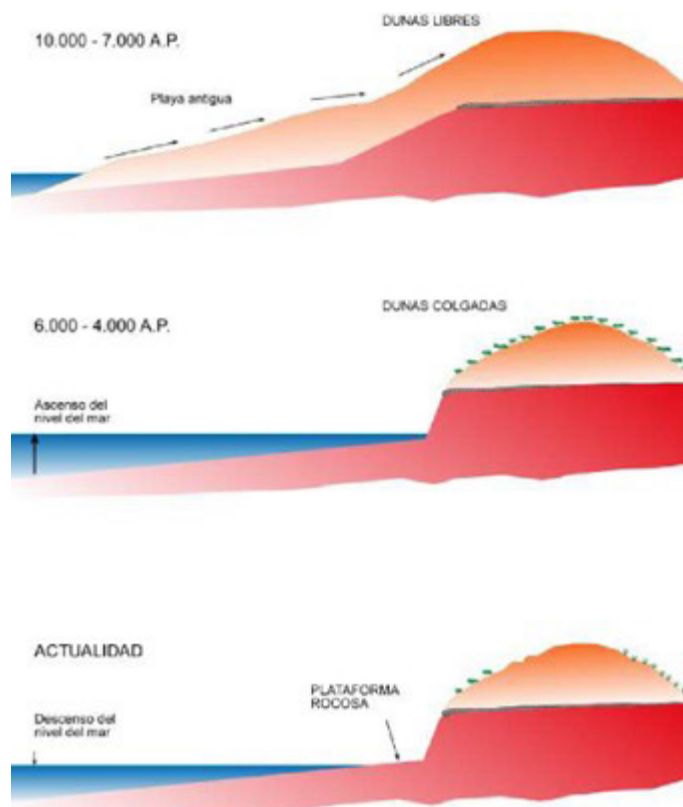 DUNAS LIBRES
10.000 - 7.000 A.P.
Playa antigua
DUNAS COLGADAS
6.000 - 4.000 A.P.
Ascenso del
nivel del mar
ACTUALIDAD
PLATAFORMA
ROCOSA
Descenso del
nivel del mar